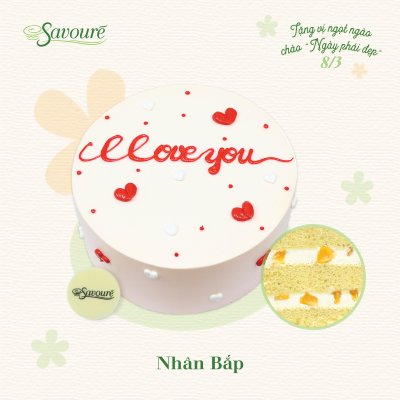 Savouré
Tặng vị ngọt ngào
chào "Ngày phái đẹp"
8/3
I love you
Savouré
Nhân Bắp